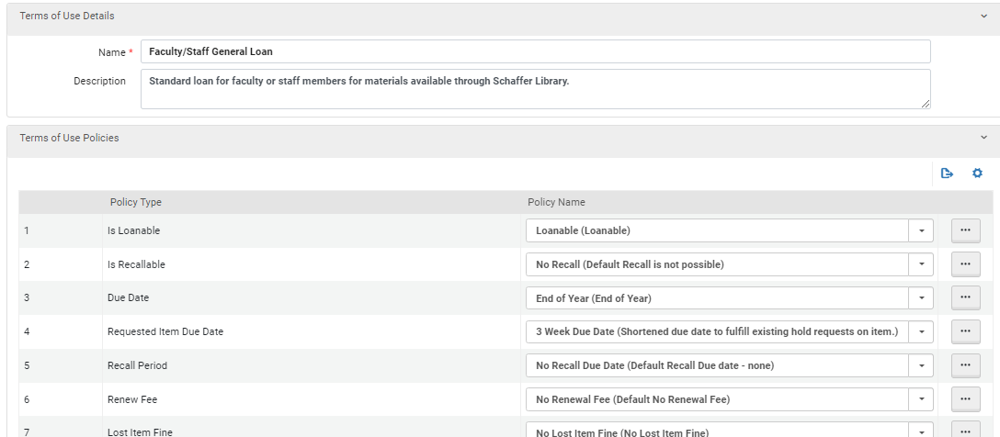 Terms of Use Details
Name * Faculty/Staff General Loan
Description Standard loan for faculty or staff members for materials available through Schaffer Library.
Terms of Use Policies
Policy Type Policy Name
1 Is Loanable Loanable (Loanable)
2 Is Recallable No Recall (Default Recall is not possible)
3 Due Date End of Year (End of Year)
4 Requested Item Due Date 3 Week Due Date (Shortened due date to fulfill existing hold requests on item.)
5 Recall Period No Recall Due Date (Default Recall Due date - none)
6 Renew Fee No Renewal Fee (Default No Renewal Fee)
7 Lost Item Fine No Lost Item Fine (No Lost Item Fine)